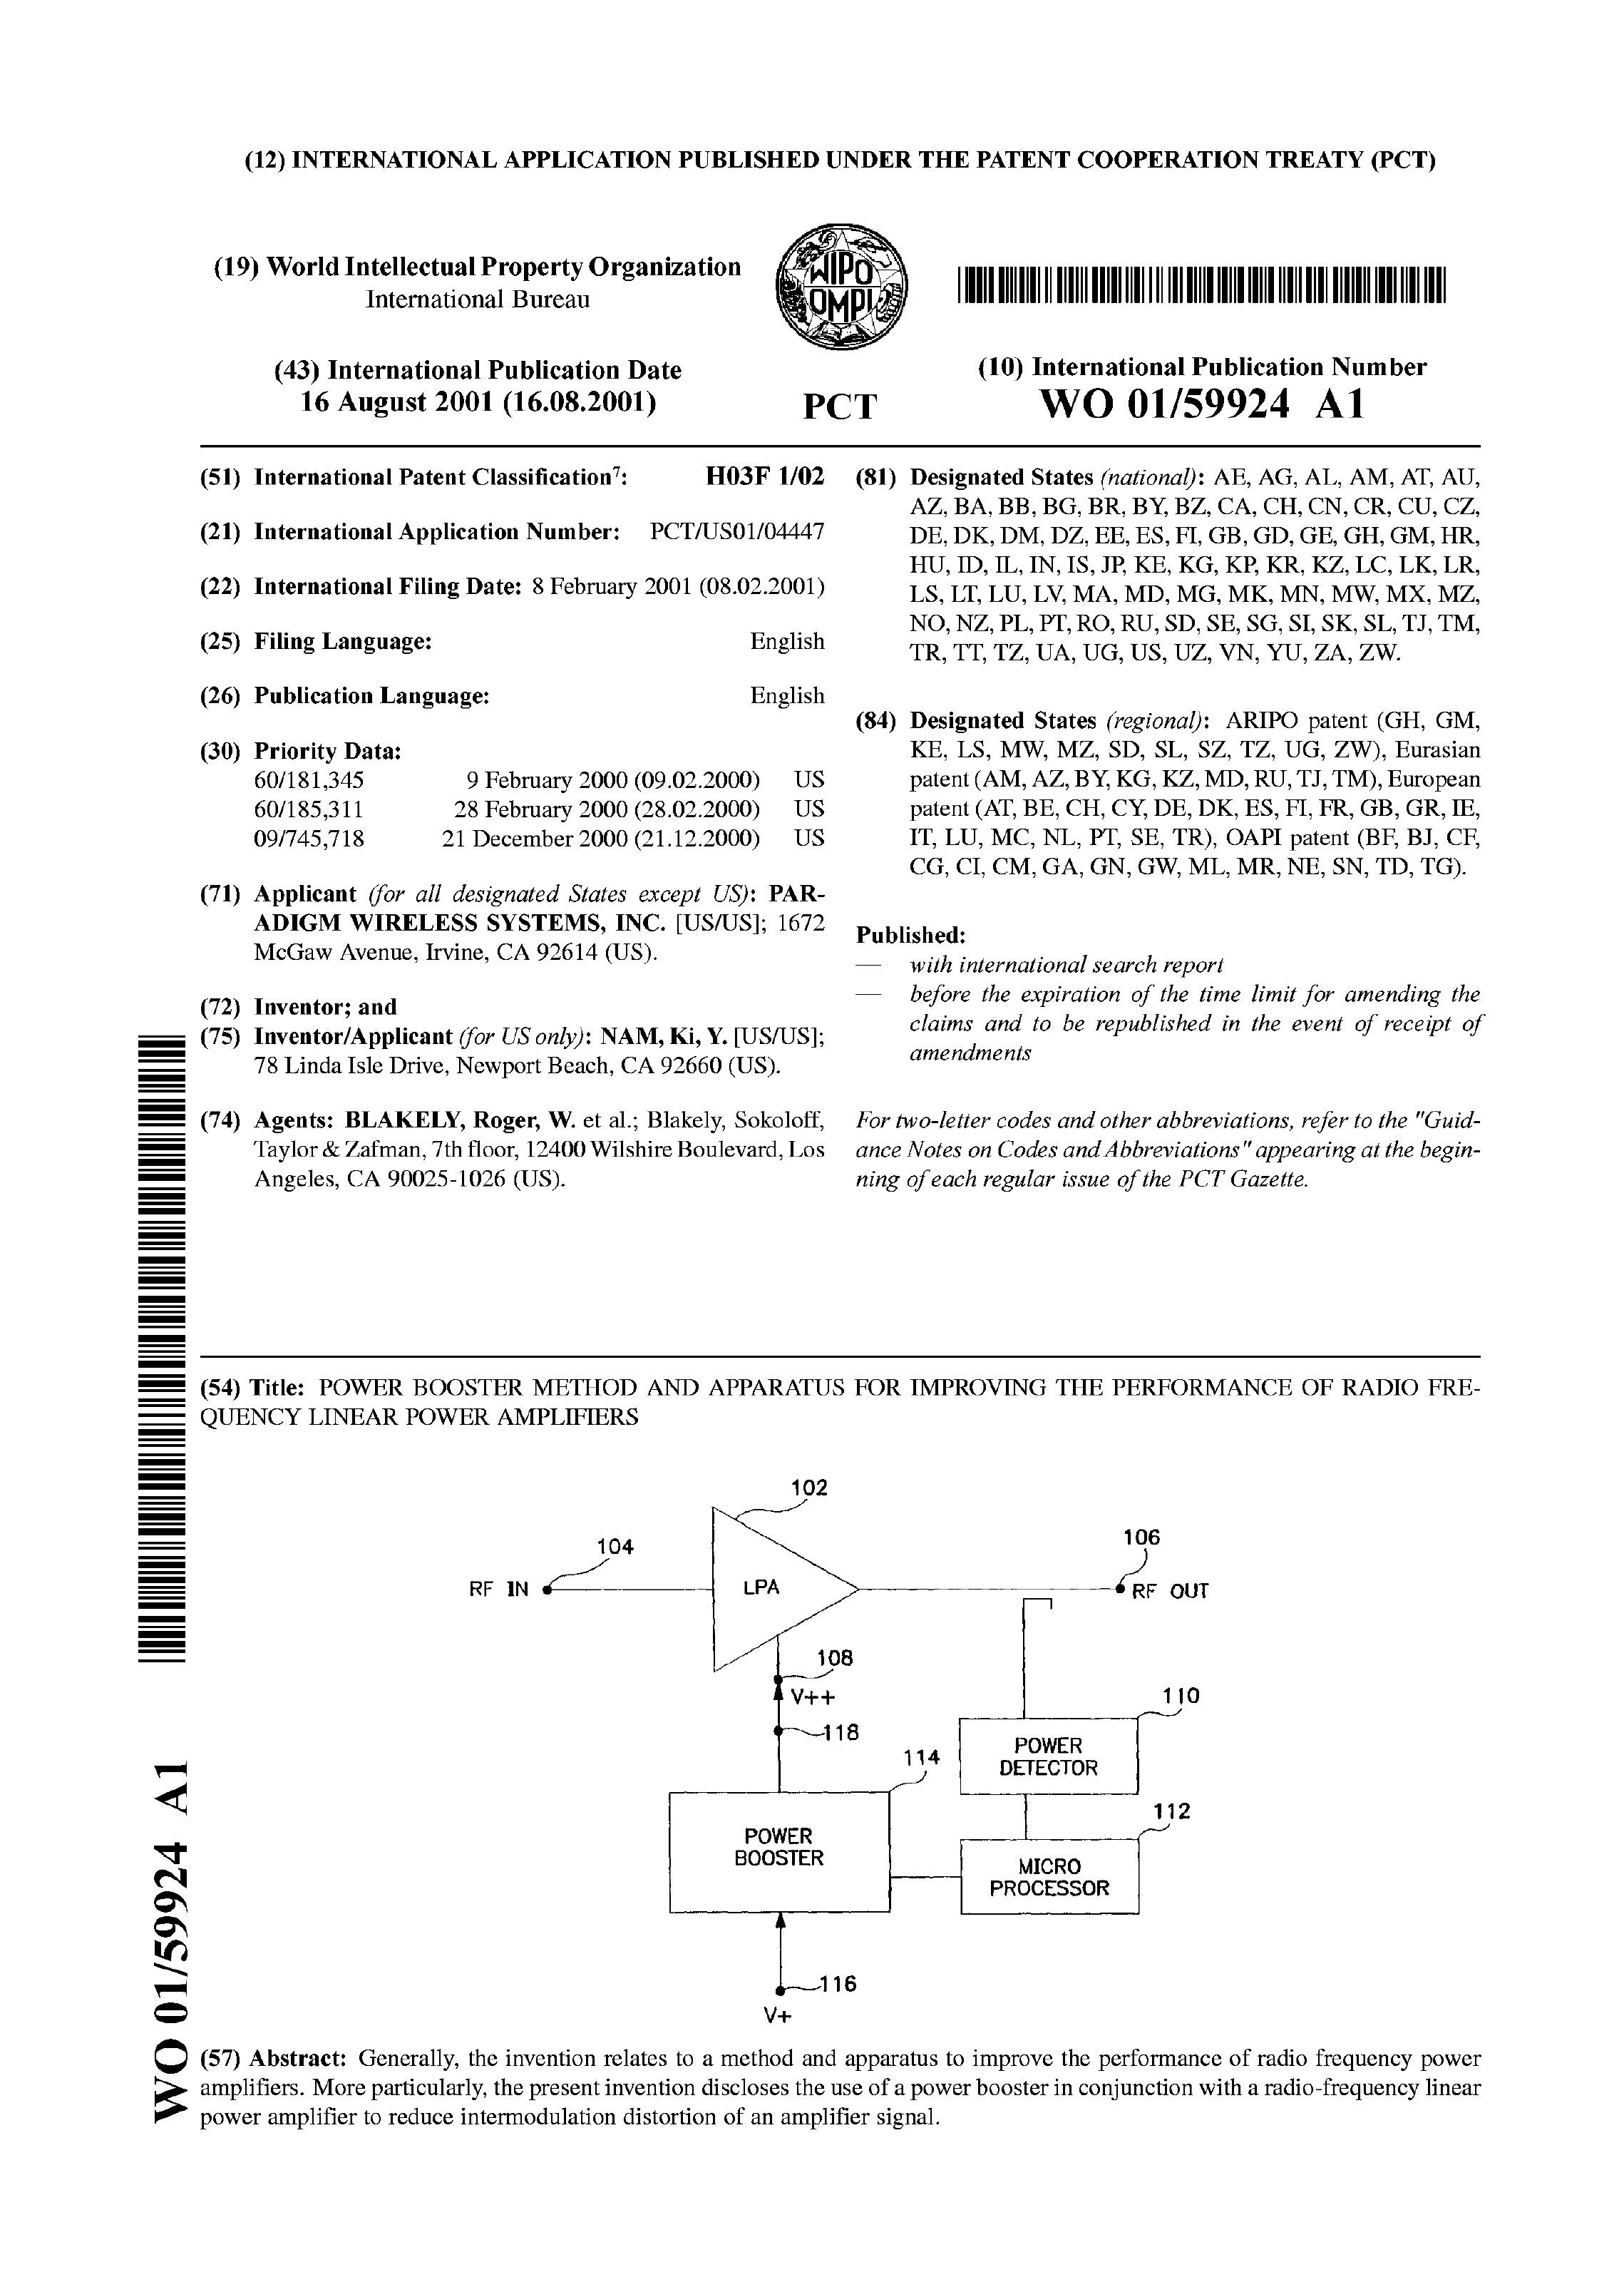 (12) INTERNATIONAL APPLICATION PUBLISHED UNDER THE PATENT COOPERATION TREATY (PCT)
(19) World Intellectual Property Organization
International Bureau
WIPO
OMPI
(43) International Publication Date
16 August 2001 (16.08.2001)
PCT
(10) International Publication Number
WO 01/59924 A1
(51) International Patent Classification7: H03F 1/02
(21) International Application Number: PCT/US01/04447
(22) International Filing Date: 8 February 2001 (08.02.2001)
(25) Filing Language: English
(26) Publication Language: English
(30) Priority Data:
60/181,345 9 February 2000 (09.02.2000) US
60/185,311 28 February 2000 (28.02.2000) US
09/745,718 21 December 2000 (21.12.2000) US
(71) Applicant (for all designated States except US): PAR-
ADIGM WIRELESS SYSTEMS, INC. [US/US]; 1672
McGaw Avenue, Irvine, CA 92614 (US).
(72) Inventor; and
(75) Inventor/Applicant (for US only): NAM, Ki, Y. [US/US];
78 Linda Isle Drive, Newport Beach, CA 92660 (US).
(74) Agents: BLAKELY, Roger, W. et al.; Blakely, Sokoloff,
Taylor & Zafman, 7th floor, 12400 Wilshire Boulevard, Los
Angeles, CA 90025-1026 (US).
(81) Designated States (national): AE, AG, AL, AM, AT, AU,
AZ, BA, BB, BG, BR, BY, BZ, CA, CH, CN, CR, CU, CZ,
DE, DK, DM, DZ, EE, ES, FI, GB, GD, GE, GH, GM, HR,
HU, ID, IL, IN, IS, JP, KE, KG, KP, KR, KZ, LC, LK, LR,
LS, LT, LU, LV, MA, MD, MG, MK, MN, MW, MX, MZ,
NO, NZ, PL, PT, RO, RU, SD, SE, SG, SI, SK, SL, TJ, TM,
TR, TT, TZ, UA, UG, US, UZ, VN, YU, ZA, ZW.
(84) Designated States (regional): ARIPO patent (GH, GM,
KE, LS, MW, MZ, SD, SL, SZ, TZ, UG, ZW), Eurasian
patent (AM, AZ, BY, KG, KZ, MD, RU, TJ, TM), European
patent (AT, BE, CH, CY, DE, DK, ES, FI, FR, GB, GR, IE,
IT, LU, MC, NL, PT, SE, TR), OAPI patent (BF, BJ, CF,
CG, CI, CM, GA, GN, GW, ML, MR, NE, SN, TD, TG).
Published:
— with international search report
— before the expiration of the time limit for amending the
claims and to be republished in the event of receipt of
amendments
For two-letter codes and other abbreviations, refer to the "Guid-
ance Notes on Codes and Abbreviations" appearing at the begin-
ning of each regular issue of the PCT Gazette.
(54) Title: POWER BOOSTER METHOD AND APPARATUS FOR IMPROVING THE PERFORMANCE OF RADIO FRE-
QUENCY LINEAR POWER AMPLIFIERS
102
104
106
RF IN
LPA
RF OUT
108
V++
110
118
114
POWER
DETECTOR
112
POWER
BOOSTER
MICRO
PROCESSOR
116
V+
(57) Abstract: Generally, the invention relates to a method and apparatus to improve the performance of radio frequency power
amplifiers. More particularly, the present invention discloses the use of a power booster in conjunction with a radio-frequency linear
power amplifier to reduce intermodulation distortion of an amplifier signal.
WO 01/59924 A1